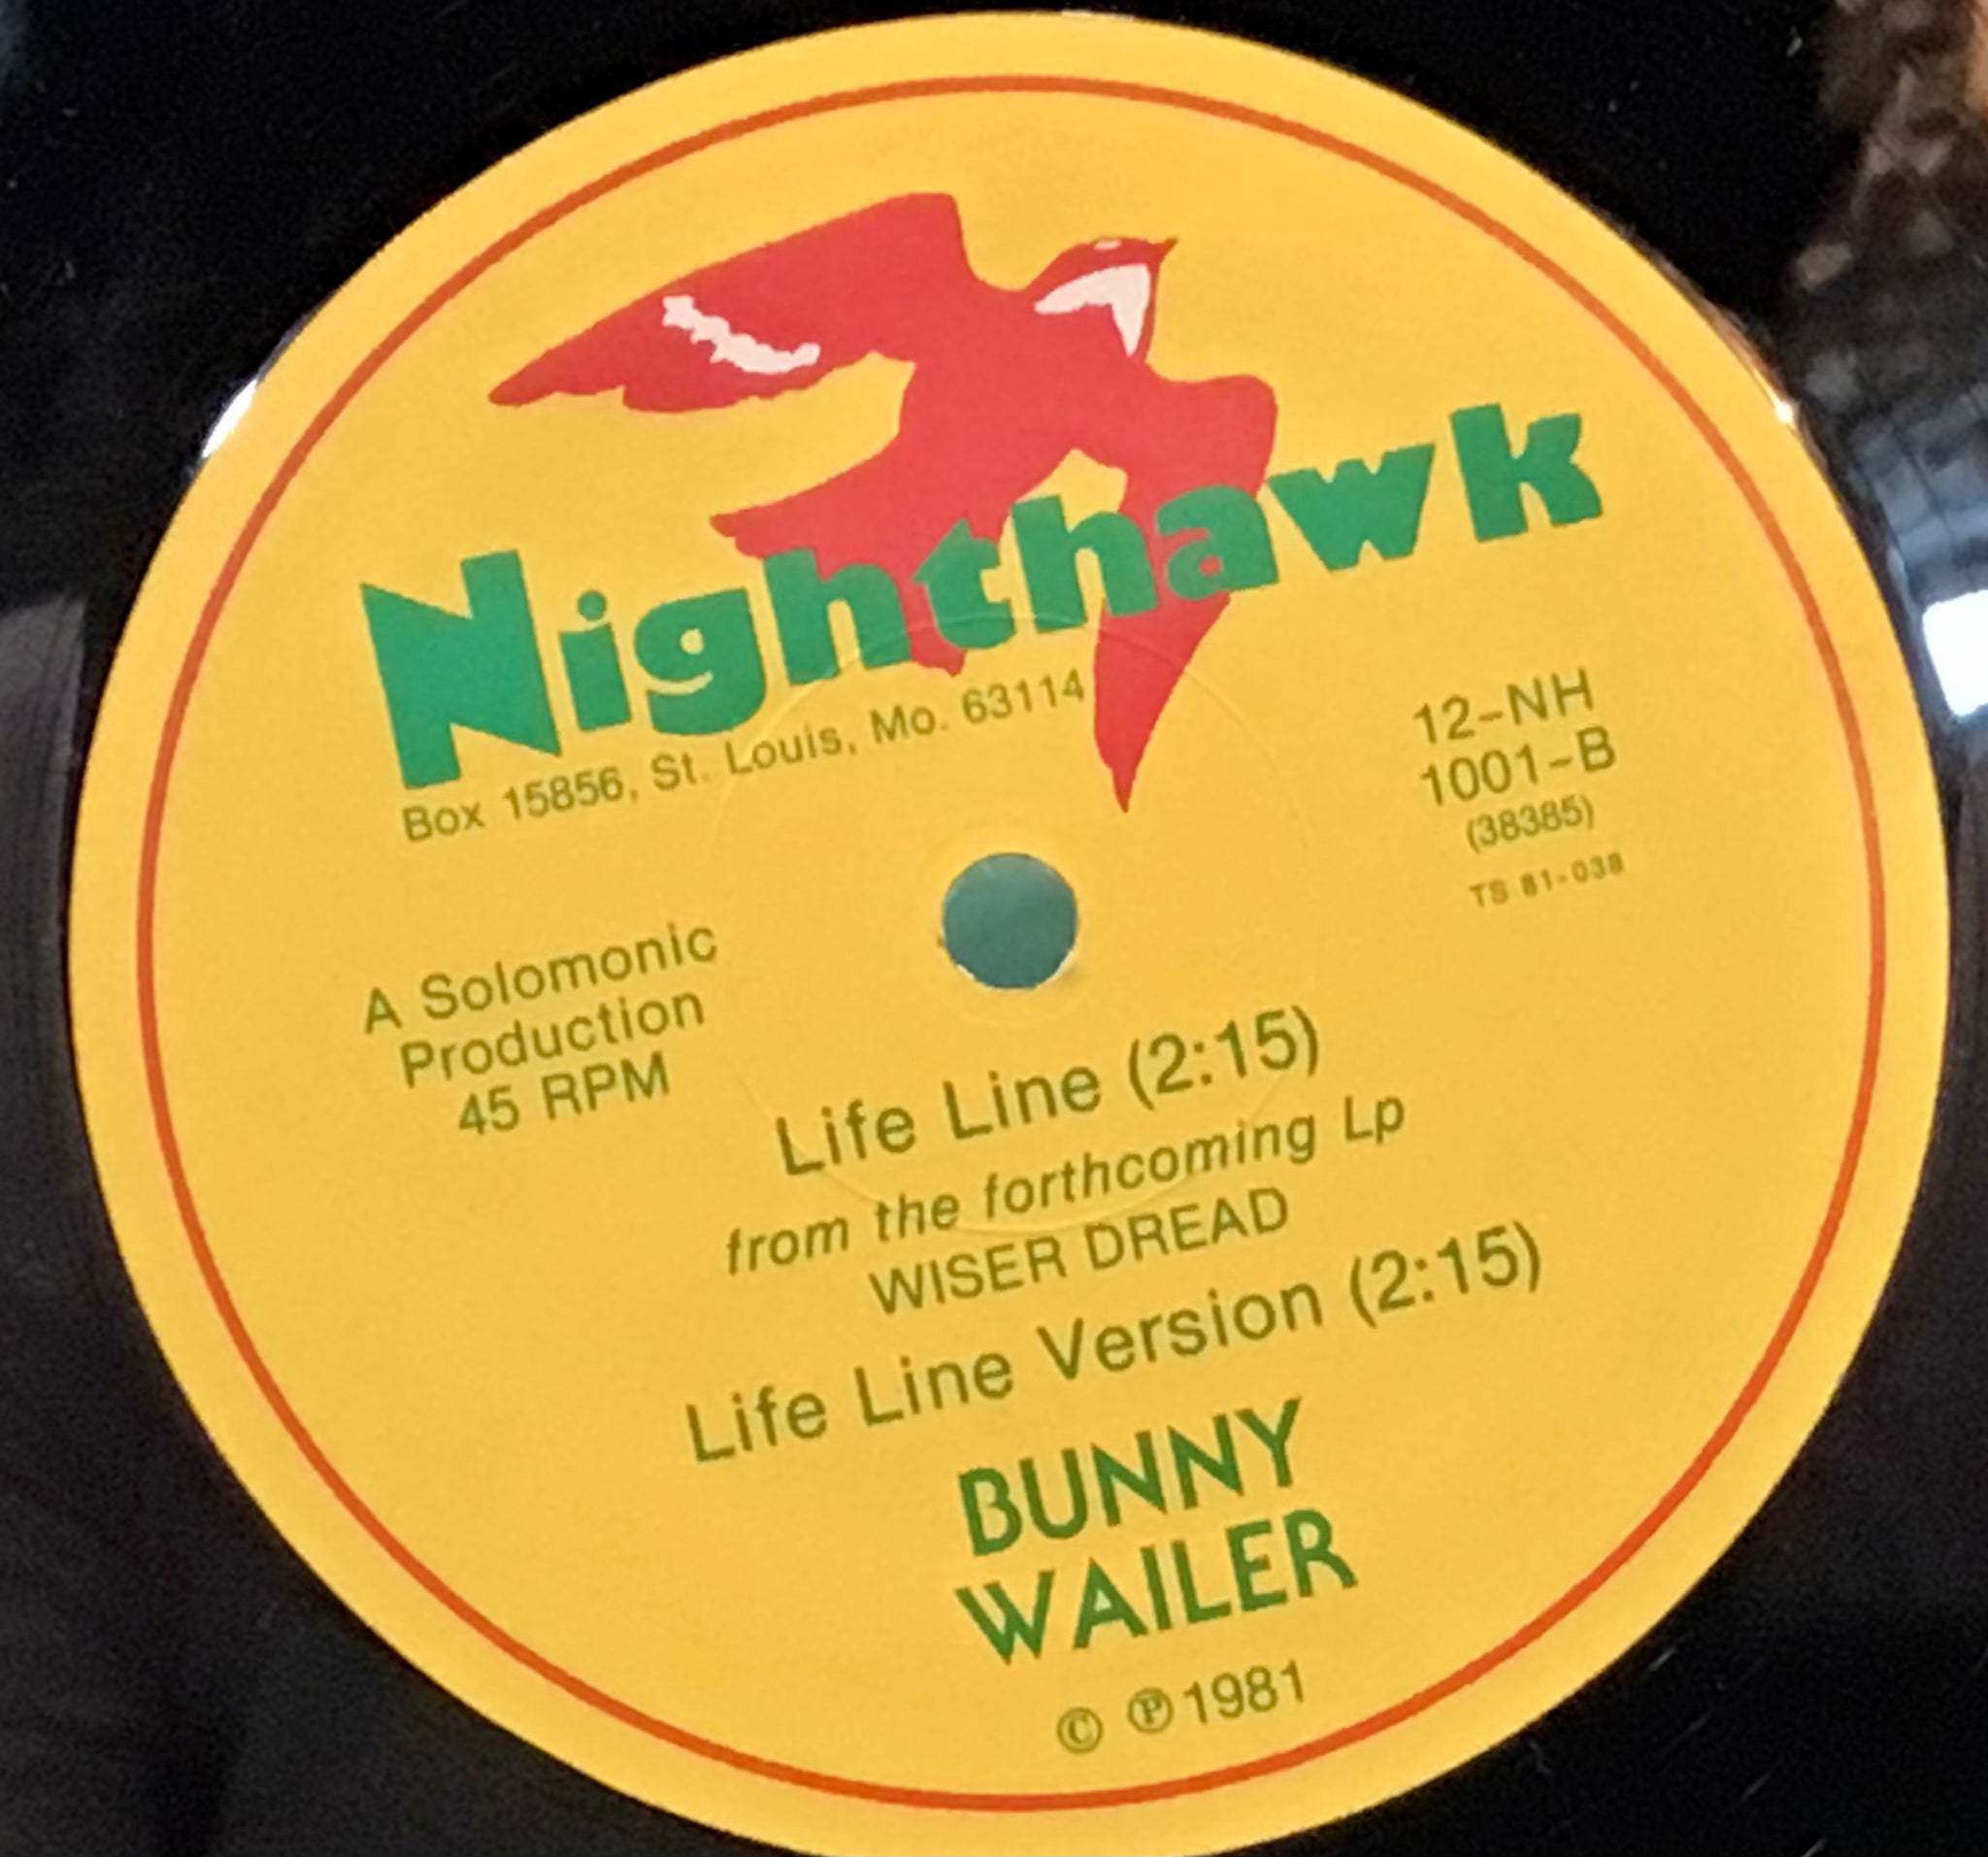 Nighthawk
Box 15856, St. Louis, Mo. 63114
12-NH
1001-B
(38385)
TS 81-038
A Solomonic
Production
45 RPM
Life Line (2:15)
from the forthcoming Lp
WISER DREAD
Life Line Version (2:15)
BUNNY
WAILER
© ℗ 1981